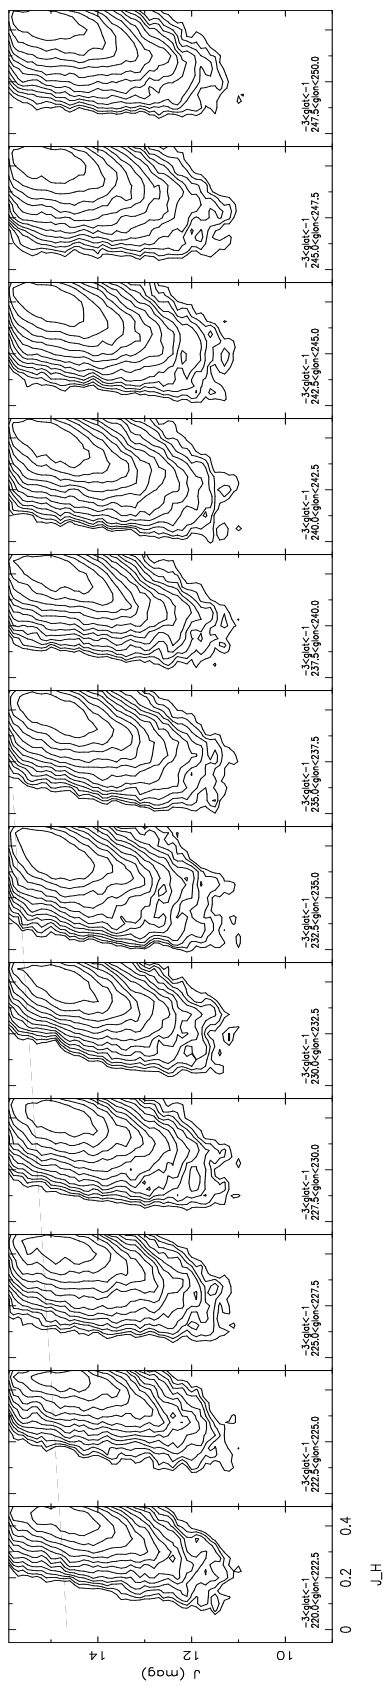 -3<glat<-1
247.5<glon<250.0
-3<glat<-1
245.0<glon<247.5
-3<glat<-1
242.5<glon<245.0
-3<glat<-1
240.0<glon<242.5
-3<glat<-1
237.5<glon<240.0
-3<glat<-1
235.0<glon<237.5
-3<glat<-1
232.5<glon<235.0
-3<glat<-1
230.0<glon<232.5
-3<glat<-1
227.5<glon<230.0
-3<glat<-1
225.0<glon<227.5
-3<glat<-1
222.5<glon<225.0
-3<glat<-1
220.0<glon<222.5
0 0.2 0.4
J_H
14 12 10
J (mag)